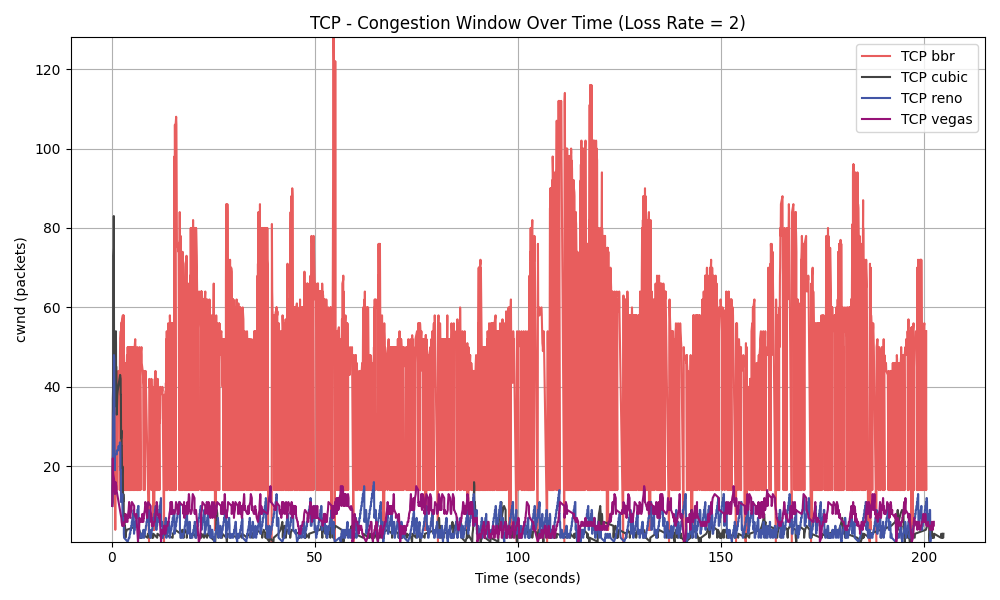 TCP - Congestion Window Over Time (Loss Rate = 2)
TCP bbr
TCP cubic
TCP reno
TCP vegas
cwnd (packets)
120
100
80
60
40
20
0
50
100
150
200
Time (seconds)